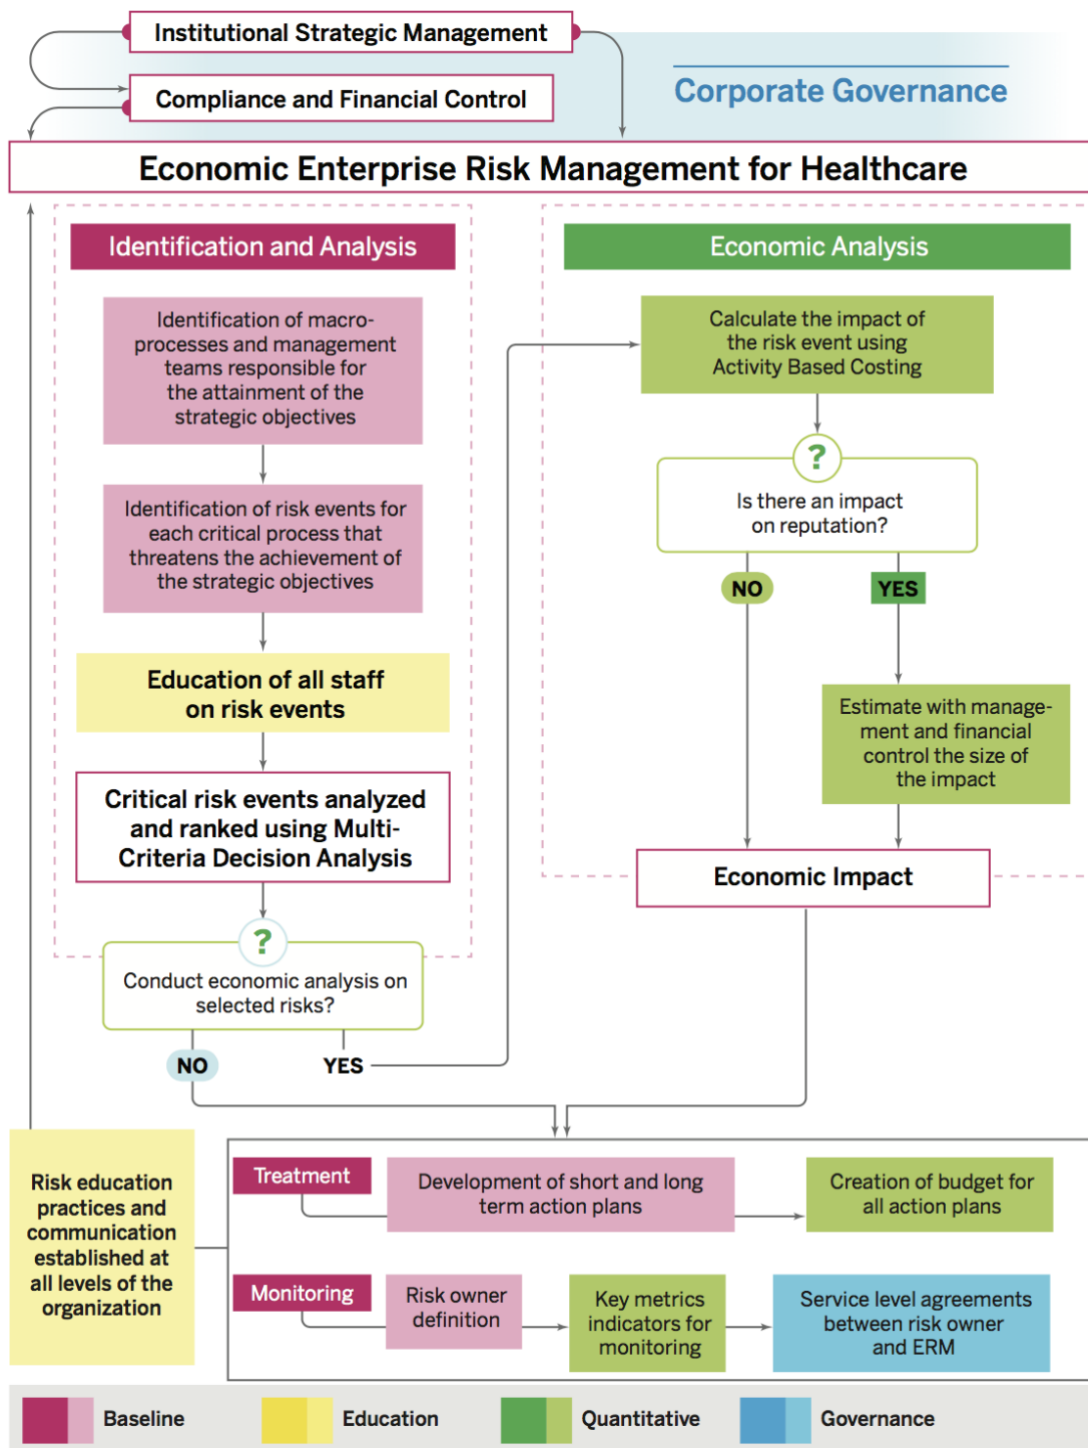 Institutional Strategic Management
Compliance and Financial Control
Corporate Governance
Economic Enterprise Risk Management for Healthcare
Identification and Analysis
Identification of macro-
processes and management
teams responsible for
the attainment of the
strategic objectives
Identification of risk events for
each critical process that
threatens the achievement of
the strategic objectives
Education of all staff
on risk events
Critical risk events analyzed
and ranked using Multi-
Criteria Decision Analysis
?
Conduct economic analysis on
selected risks?
NO
YES
Economic Analysis
Calculate the impact of
the risk event using
Activity Based Costing
?
Is there an impact
on reputation?
NO
YES
Estimate with manage-
ment and financial
control the size of
the impact
Economic Impact
Risk education
practices and
communication
established at
all levels of the
organization
Treatment
Development of short and long
term action plans
Creation of budget for
all action plans
Monitoring
Risk owner
definition
Key metrics
indicators for
monitoring
Service level agreements
between risk owner
and ERM
Baseline
Education
Quantitative
Governance